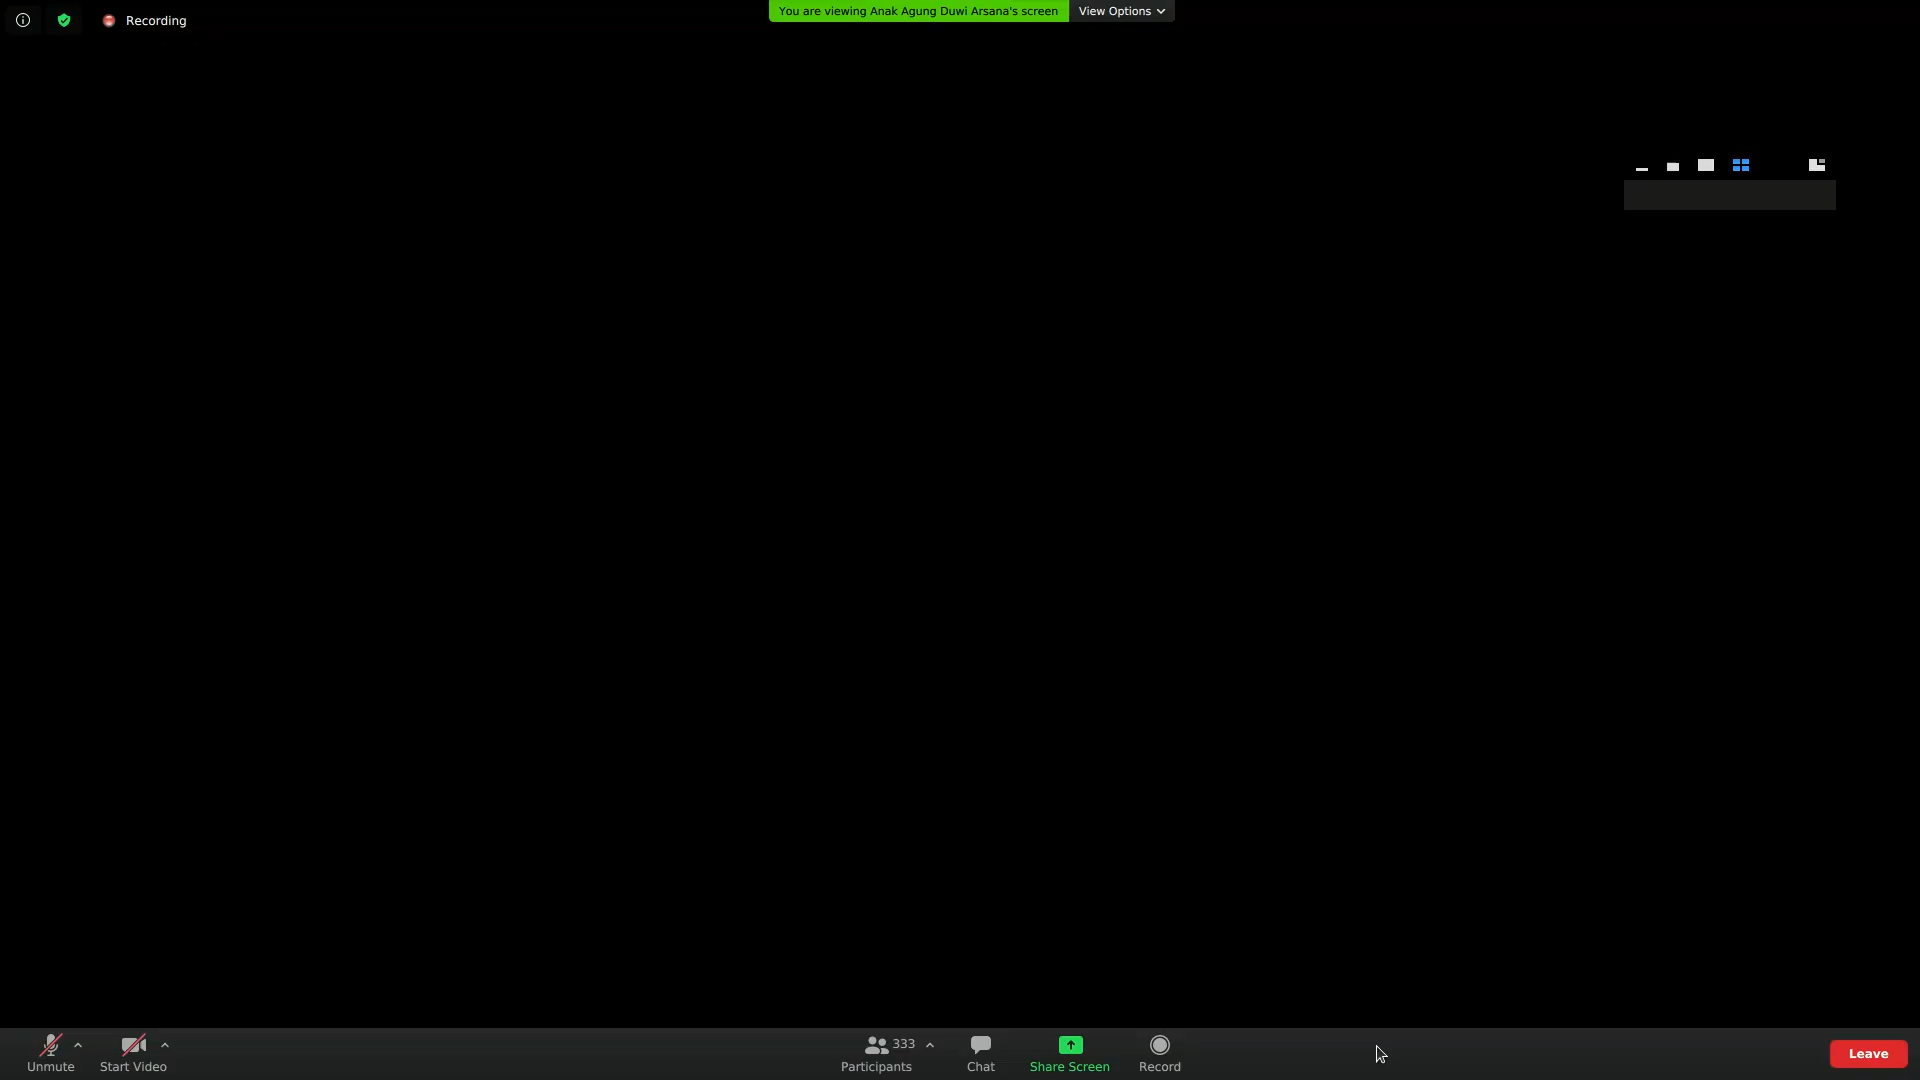 Recording
You are viewing Anak Agung Duwi Arsana's screen
View Options
Unmute
Start Video
333
Participants
Chat
Share Screen
Record
Leave